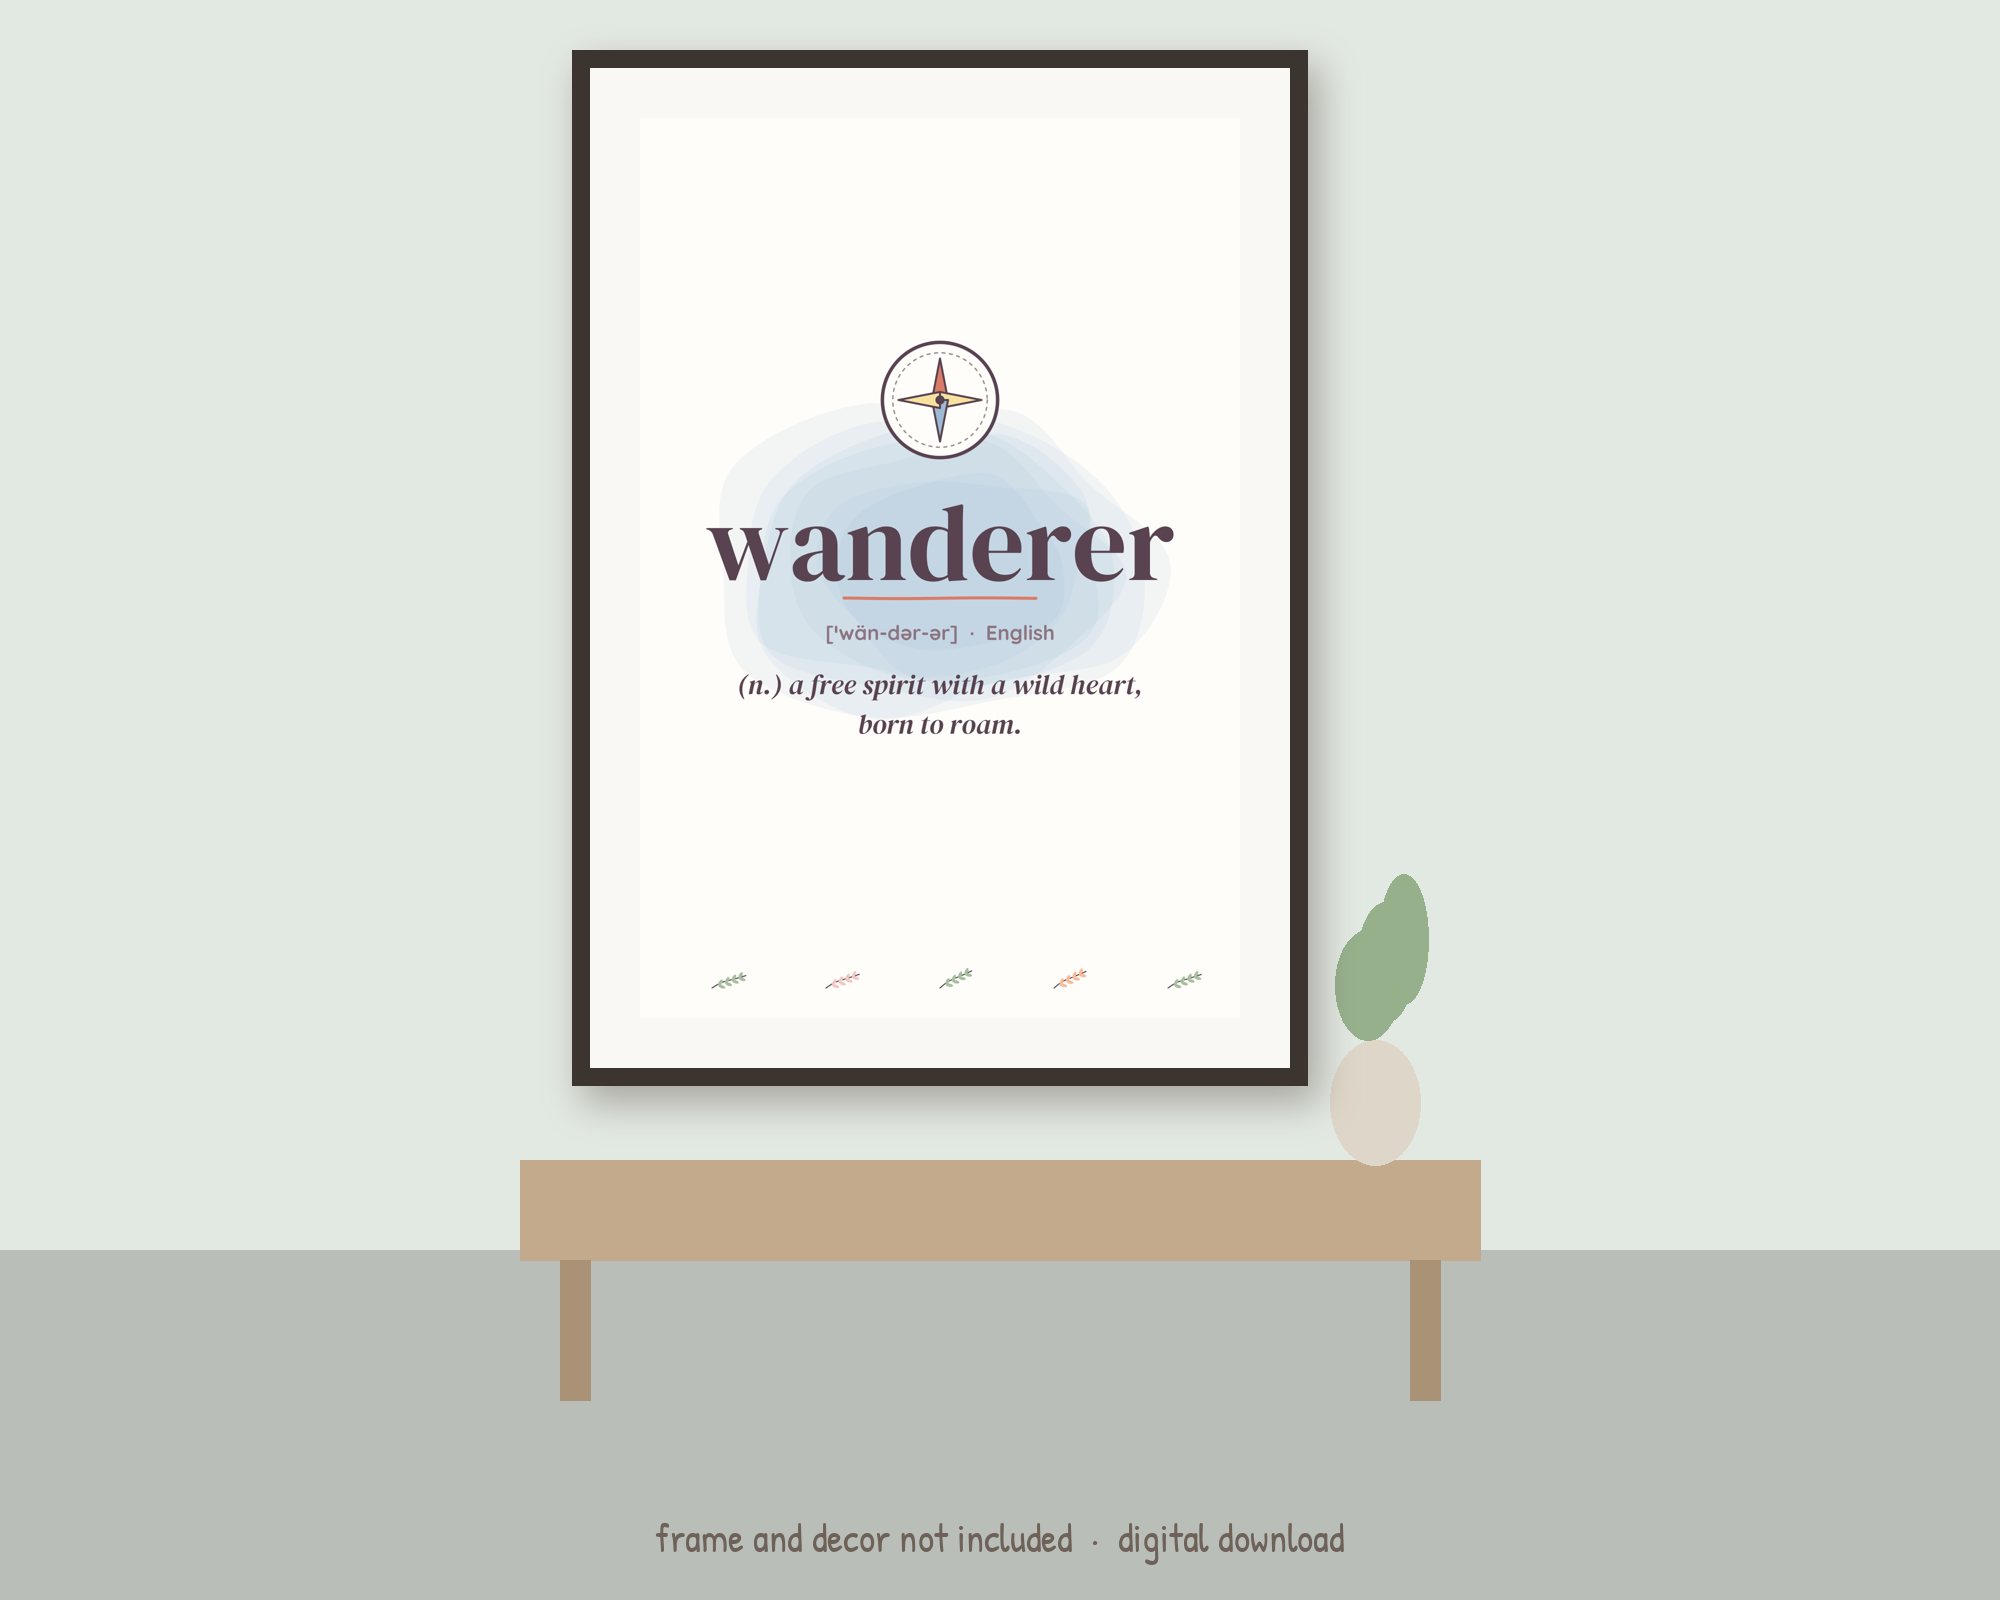 wanderer
['wän-dər-ər] · English
(n.) a free spirit with a wild heart,
born to roam.
frame and decor not included · digital download